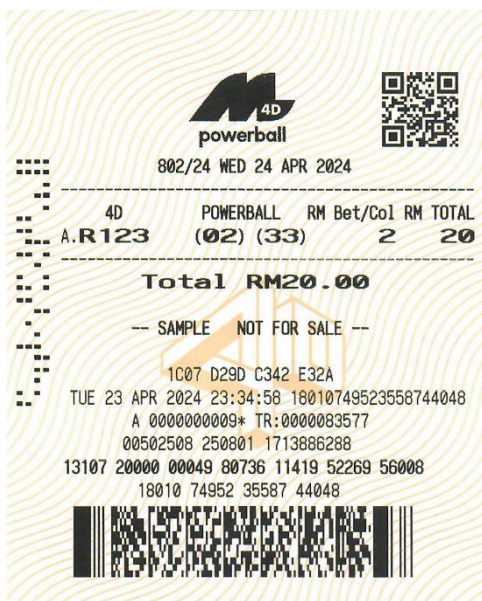 M 4D
powerball
802/24 WED 24 APR 2024
4D POWERBALL RM Bet/Col RM TOTAL
A.R123 (02) (33) 2 20
Total RM20.00
-- SAMPLE NOT FOR SALE --
1C07 D29D C342 E32A
TUE 23 APR 2024 23:34:58 18010749523558744048
A 0000000009* TR:0000083577
00502508 250801 1713886288
13107 20000 00049 80736 11419 52269 56008
18010 74952 35587 44048